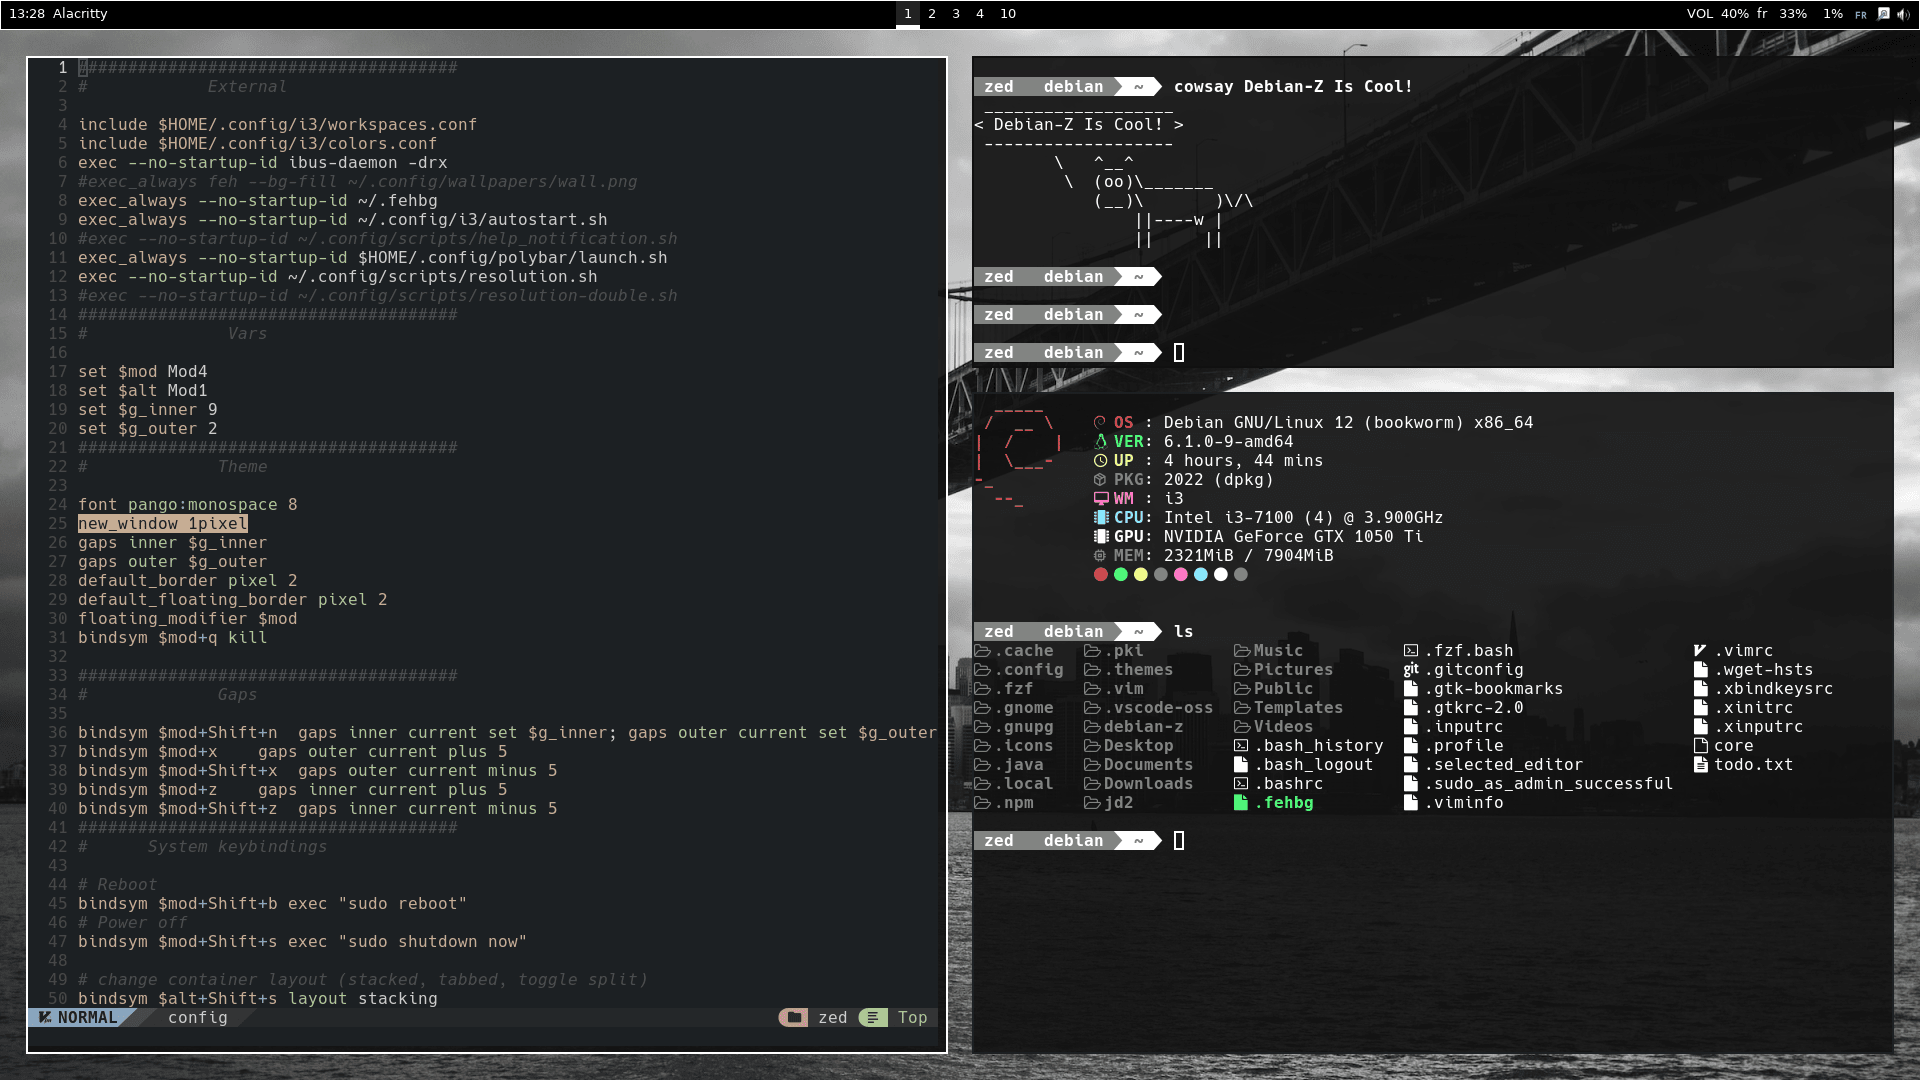 13:28 Alacritty 1 2 3 4 10 VOL 40% fr 33% 1% FR
1 ######################################
2 #            External
3
4 include $HOME/.config/i3/workspaces.conf
5 include $HOME/.config/i3/colors.conf
6 exec --no-startup-id ibus-daemon -drx
7 #exec_always feh --bg-fill ~/.config/wallpapers/wall.png
8 exec_always --no-startup-id ~/.fehbg
9 exec_always --no-startup-id ~/.config/i3/autostart.sh
10 #exec --no-startup-id ~/.config/scripts/help_notification.sh
11 exec_always --no-startup-id $HOME/.config/polybar/launch.sh
12 exec --no-startup-id ~/.config/scripts/resolution.sh
13 #exec --no-startup-id ~/.config/scripts/resolution-double.sh
14 ######################################
15 #              Vars
16
17 set $mod Mod4
18 set $alt Mod1
19 set $g_inner 9
20 set $g_outer 2
21 ######################################
22 #             Theme
23
24 font pango:monospace 8
25 new_window 1pixel
26 gaps inner $g_inner
27 gaps outer $g_outer
28 default_border pixel 2
29 default_floating_border pixel 2
30 floating_modifier $mod
31 bindsym $mod+q kill
32
33 ######################################
34 #             Gaps
35
36 bindsym $mod+Shift+n  gaps inner current set $g_inner; gaps outer current set $g_outer
37 bindsym $mod+x    gaps outer current plus 5
38 bindsym $mod+Shift+x  gaps outer current minus 5
39 bindsym $mod+z    gaps inner current plus 5
40 bindsym $mod+Shift+z  gaps inner current minus 5
41 ######################################
42 #      System keybindings
43
44 # Reboot
45 bindsym $mod+Shift+b exec "sudo reboot"
46 # Power off
47 bindsym $mod+Shift+s exec "sudo shutdown now"
48
49 # change container layout (stacked, tabbed, toggle split)
50 bindsym $alt+Shift+s layout stacking
NORMAL config zed Top
zed debian ~ cowsay Debian-Z Is Cool!
 ___________________
< Debian-Z Is Cool! >
 -------------------
        \   ^__^
         \  (oo)\_______
            (__)\       )\/\
                ||----w |
                ||     ||
zed debian ~
zed debian ~
zed debian ~
OS : Debian GNU/Linux 12 (bookworm) x86_64
VER: 6.1.0-9-amd64
UP : 4 hours, 44 mins
PKG: 2022 (dpkg)
WM : i3
CPU: Intel i3-7100 (4) @ 3.900GHz
GPU: NVIDIA GeForce GTX 1050 Ti
MEM: 2321MiB / 7904MiB
zed debian ~ ls
.cache .pki Music .fzf.bash .vimrc
.config .themes Pictures git .gitconfig .wget-hsts
.fzf .vim Public .gtk-bookmarks .xbindkeysrc
.gnome .vscode-oss Templates .gtkrc-2.0 .xinitrc
.gnupg debian-z Videos .inputrc .xinputrc
.icons Desktop .bash_history .profile core
.java Documents .bash_logout .selected_editor todo.txt
.local Downloads .bashrc .sudo_as_admin_successful
.npm jd2 .fehbg .viminfo
zed debian ~